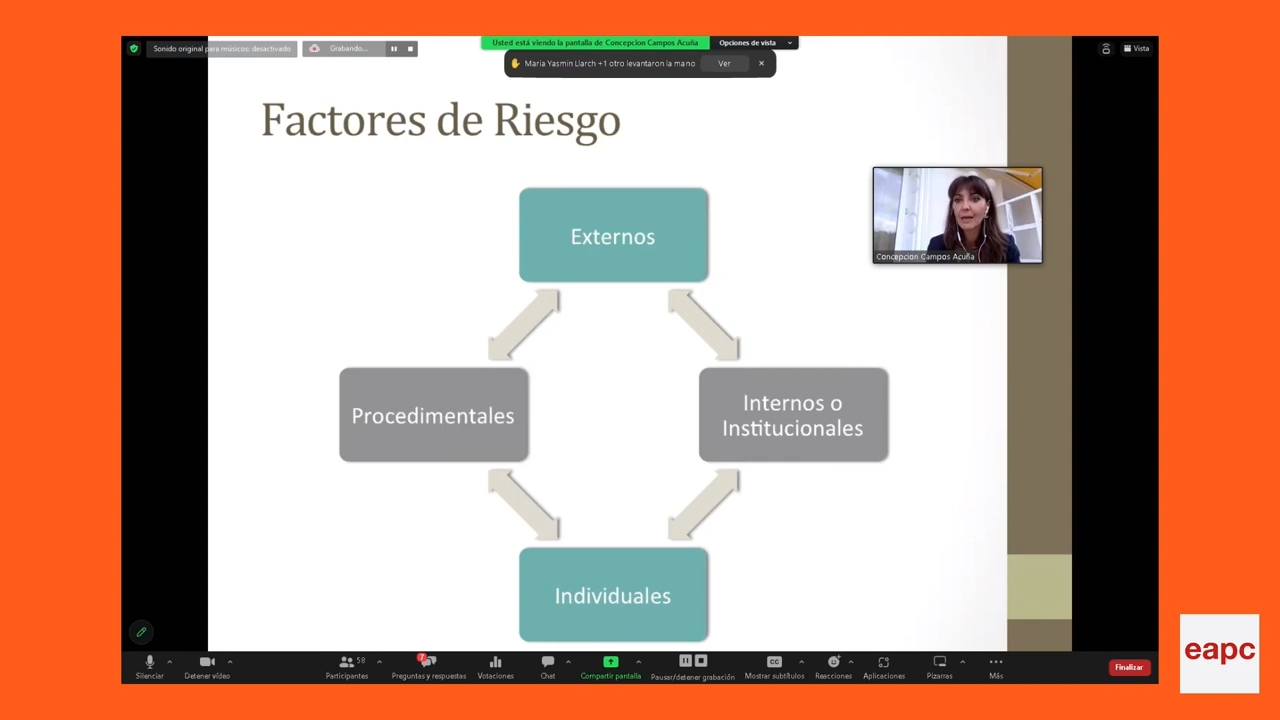 Sonido original para músicos: desactivado
Grabando...
Usted está viendo la pantalla de Concepcion Campos Acuña
Opciones de vista
Vista
Maria Yasmin Llarch +1 otro levantaron la mano
Ver
Factores de Riesgo
Externos
Concepcion Campos Acuña
Procedimentales
Internos o
Institucionales
Individuales
Silenciar
Detener vídeo
58
Participantes
7
Preguntas y respuestas
Votaciones
Chat
Compartir pantalla
Pausar/detener grabación
CC
Mostrar subtítulos
Reacciones
Aplicaciones
Pizarras
Más
Finalizar
eapc